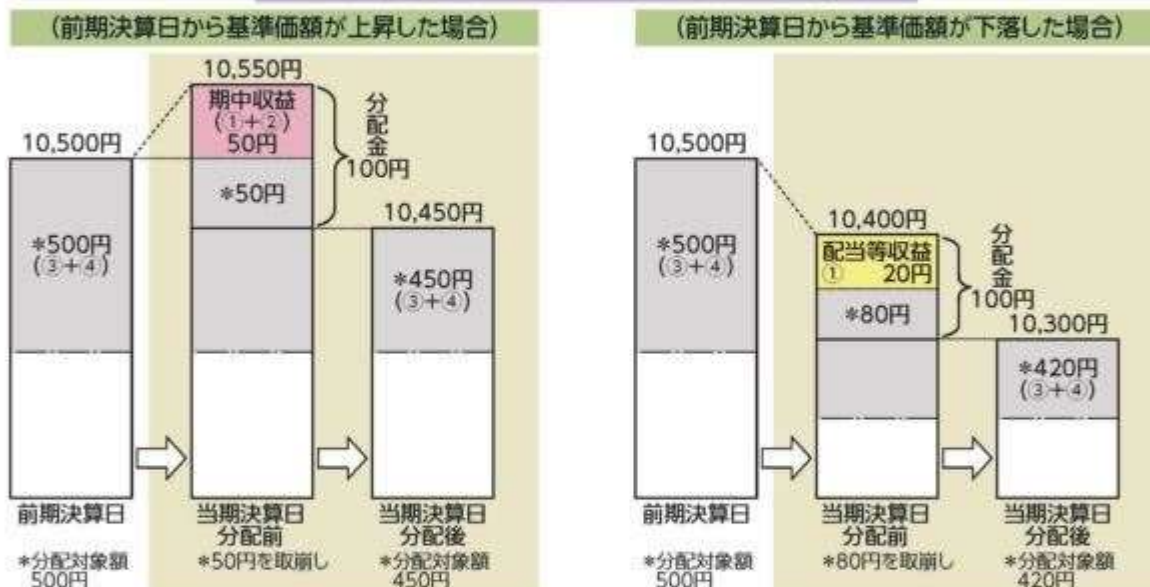 (前期決算日から基準価額が上昇した場合)
10,550円
期中収益
(①+②)
50円
分配金
100円
10,500円
*50円
10,450円
*500円
(③+④)
*450円
(③+④)
前期決算日
当期決算日
分配前
当期決算日
分配後
*分配対象額
500円
*50円を取崩し
*分配対象額
450円
(前期決算日から基準価額が下落した場合)
10,500円
10,400円
*500円
(③+④)
配当等収益
① 20円
分配金
100円
*80円
10,300円
*420円
(③+④)
前期決算日
当期決算日
分配前
当期決算日
分配後
*分配対象額
500円
*80円を取崩し
*分配対象額
420円